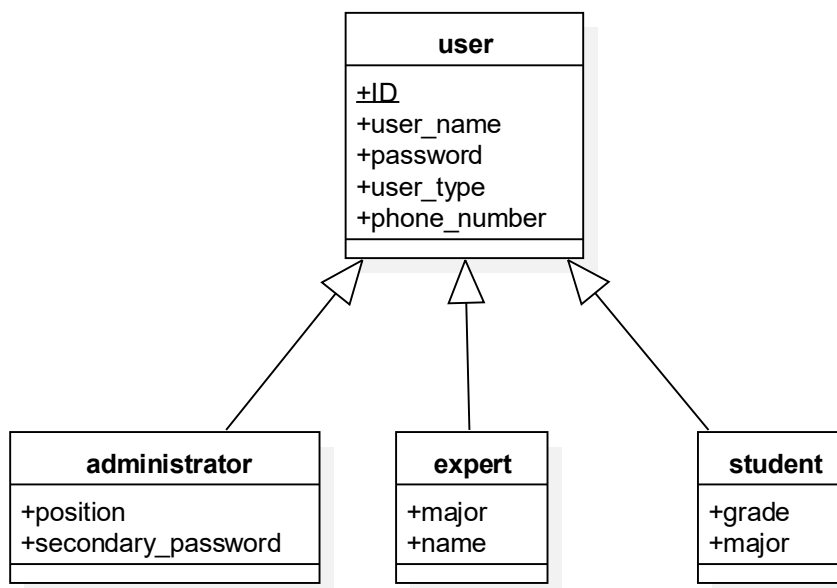 user
+ID
+user_name
+password
+user_type
+phone_number
administrator
+position
+secondary_password
expert
+major
+name
student
+grade
+major